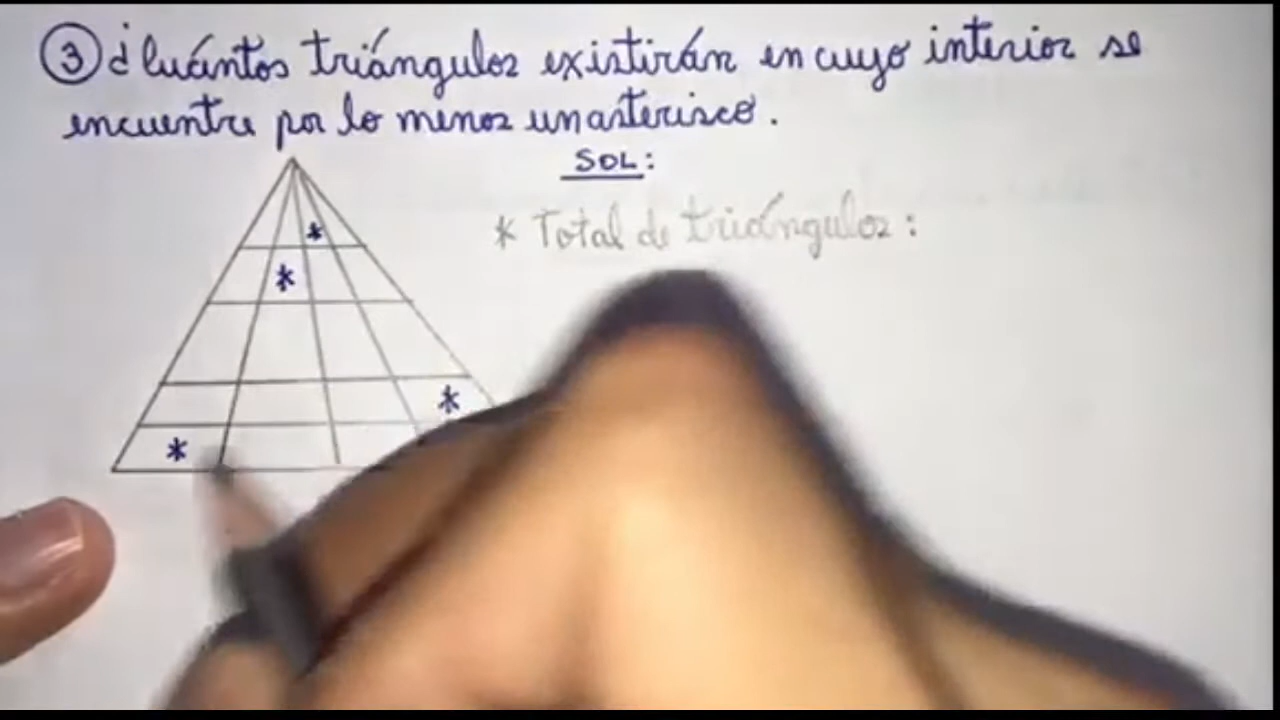 ③ ¿Cuántos triángulos existirán en cuyo interior se
encuentre por lo menos un asterisco.
SOL:
* Total de triángulos:
*
*
*
*